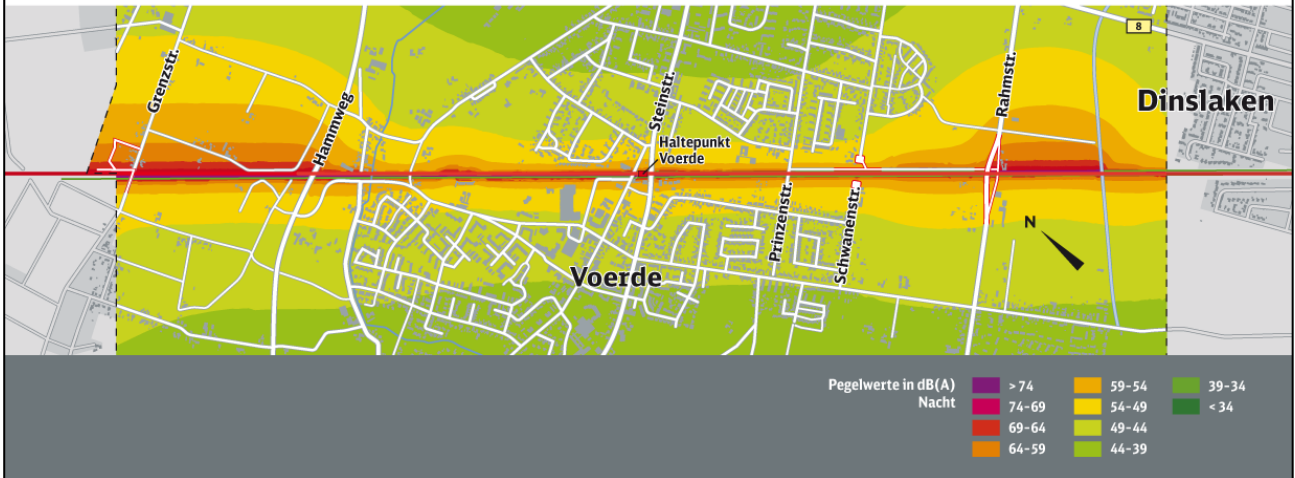 8
Grenzstr.
Hammweg
Steinstr.
Rahmstr.
Dinslaken
Haltepunkt
Voerde
Prinzenstr.
Schwanenstr.
N
Voerde
Pegelwerte in dB(A)
Nacht
> 74
74-69
69-64
64-59
59-54
54-49
49-44
44-39
39-34
< 34